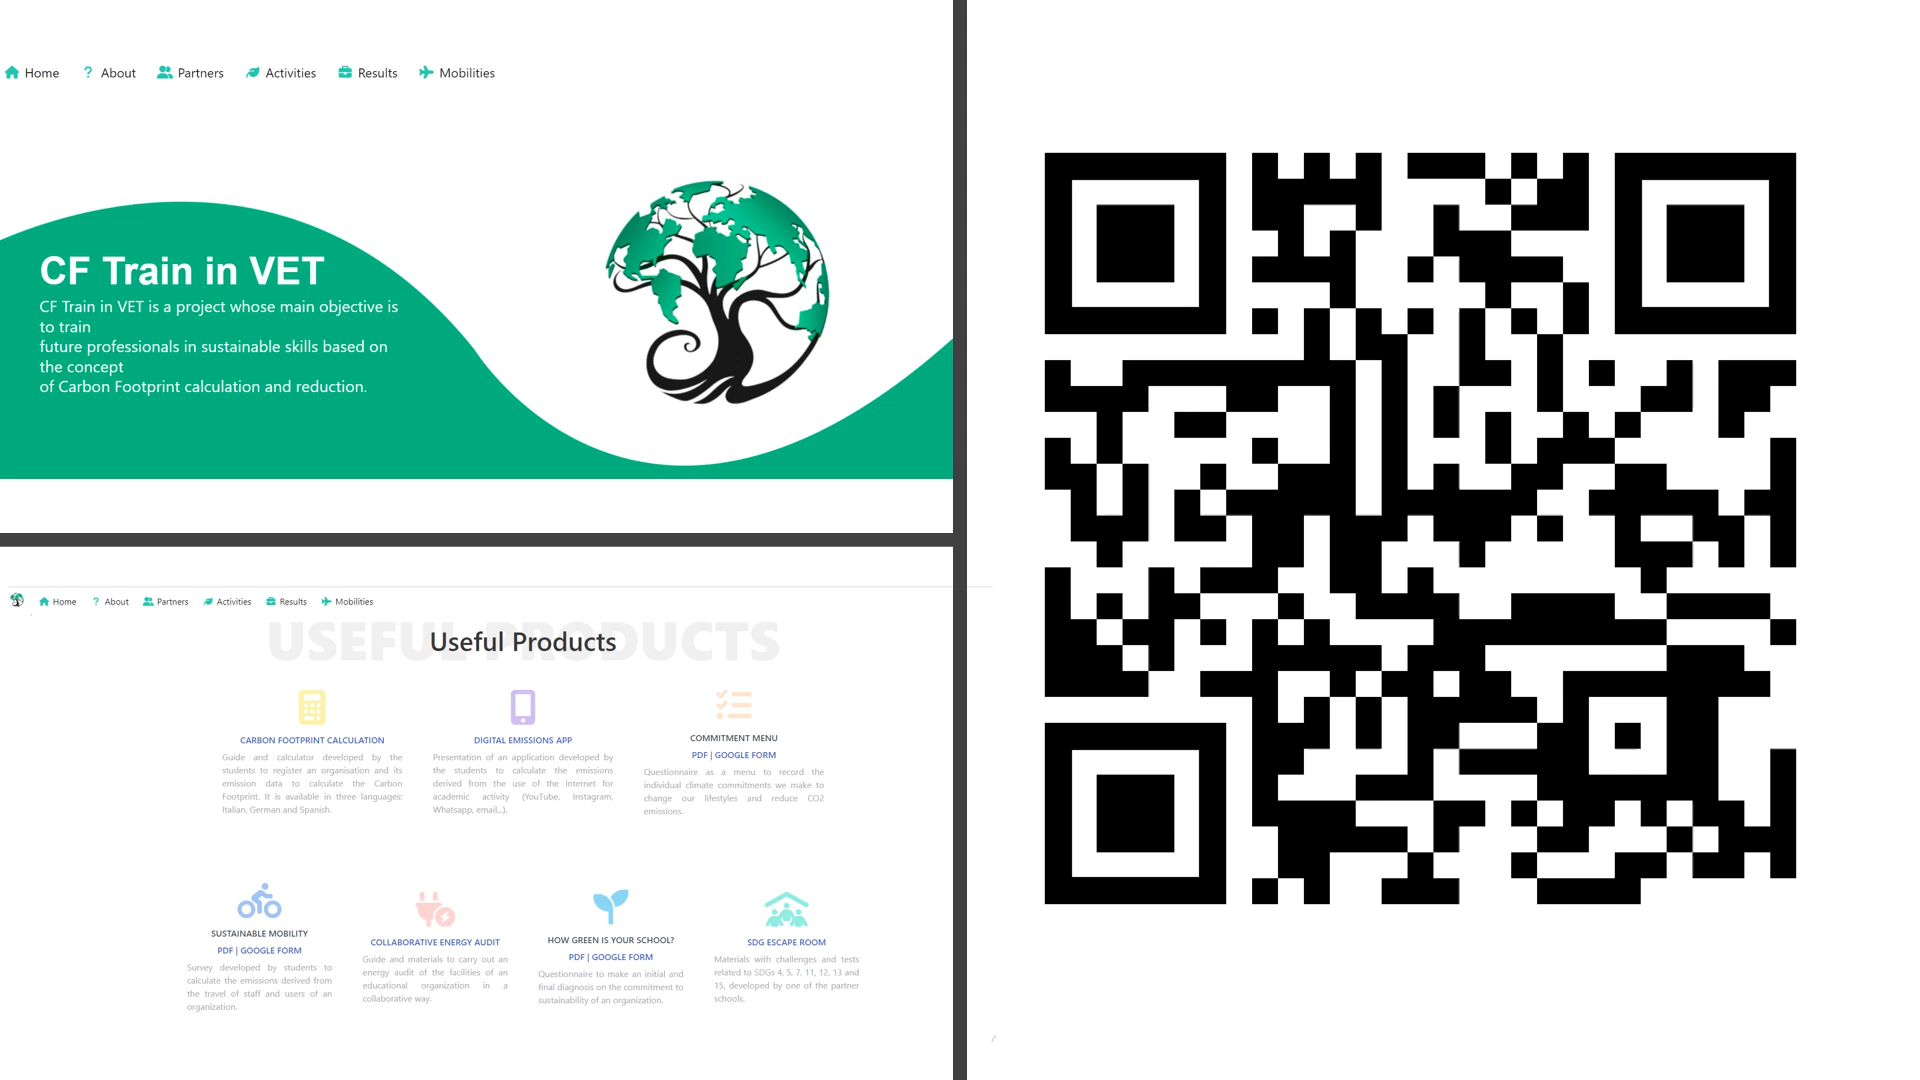 Home About Partners Activities Results Mobilities
CF Train in VET
CF Train in VET is a project whose main objective is
to train
future professionals in sustainable skills based on
the concept
of Carbon Footprint calculation and reduction.
Home About Partners Activities Results Mobilities
USEFUL PRODUCTS
Useful Products
CARBON FOOTPRINT CALCULATION
Guide and calculator developed by the
students to register an organisation and its
emission data to calculate the Carbon
Footprint. It is available in three languages:
Italian, German and Spanish.
DIGITAL EMISSIONS APP
Presentation of an application developed by
the students to calculate the emissions
derived from the use of the Internet for
academic activity (YouTube, Instagram,
Whatsapp, email...).
COMMITMENT MENU
PDF | GOOGLE FORM
Questionnaire as a menu to record the
individual climate commitments we make to
change our lifestyles and reduce CO2
emissions.
SUSTAINABLE MOBILITY
PDF | GOOGLE FORM
Survey developed by students to
calculate the emissions derived from
the travel of staff and users of an
organization.
COLLABORATIVE ENERGY AUDIT
Guide and materials to carry out an
energy audit of the facilities of an
educational organization in a
collaborative way.
HOW GREEN IS YOUR SCHOOL?
PDF | GOOGLE FORM
Questionnaire to make an initial and
final diagnosis on the commitment to
sustainability of an organization.
SDG ESCAPE ROOM
Materials with challenges and tests
related to SDGs 4, 5, 7, 11, 12, 13 and
15, developed by one of the partner
schools.